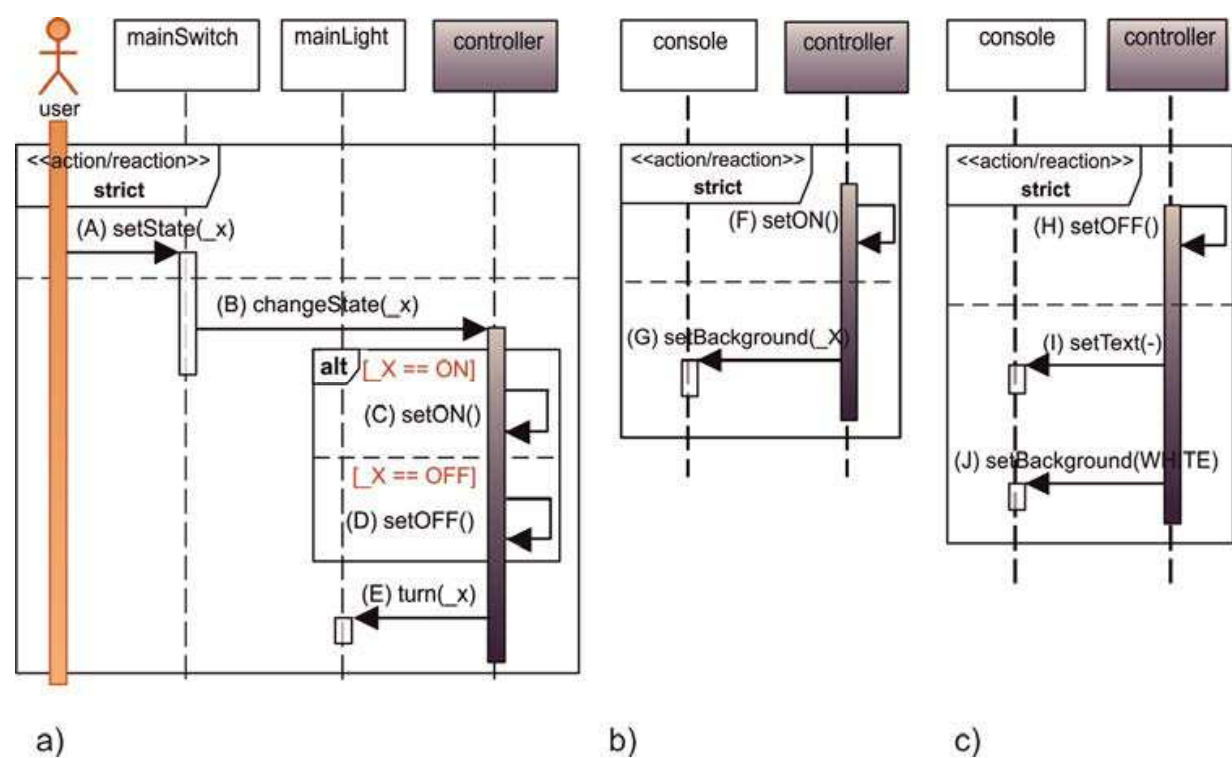 user
mainSwitch
mainLight
controller
<<action/reaction>>
strict
(A) setState(_x)
(B) changeState(_x)
alt
[_X == ON]
(C) setON()
[_X == OFF]
(D) setOFF()
(E) turn(_x)
a)
console
controller
<<action/reaction>>
strict
(F) setON()
(G) setBackground(_X)
b)
console
controller
<<action/reaction>>
strict
(H) setOFF()
(I) setText(-)
(J) setBackground(WHITE)
c)